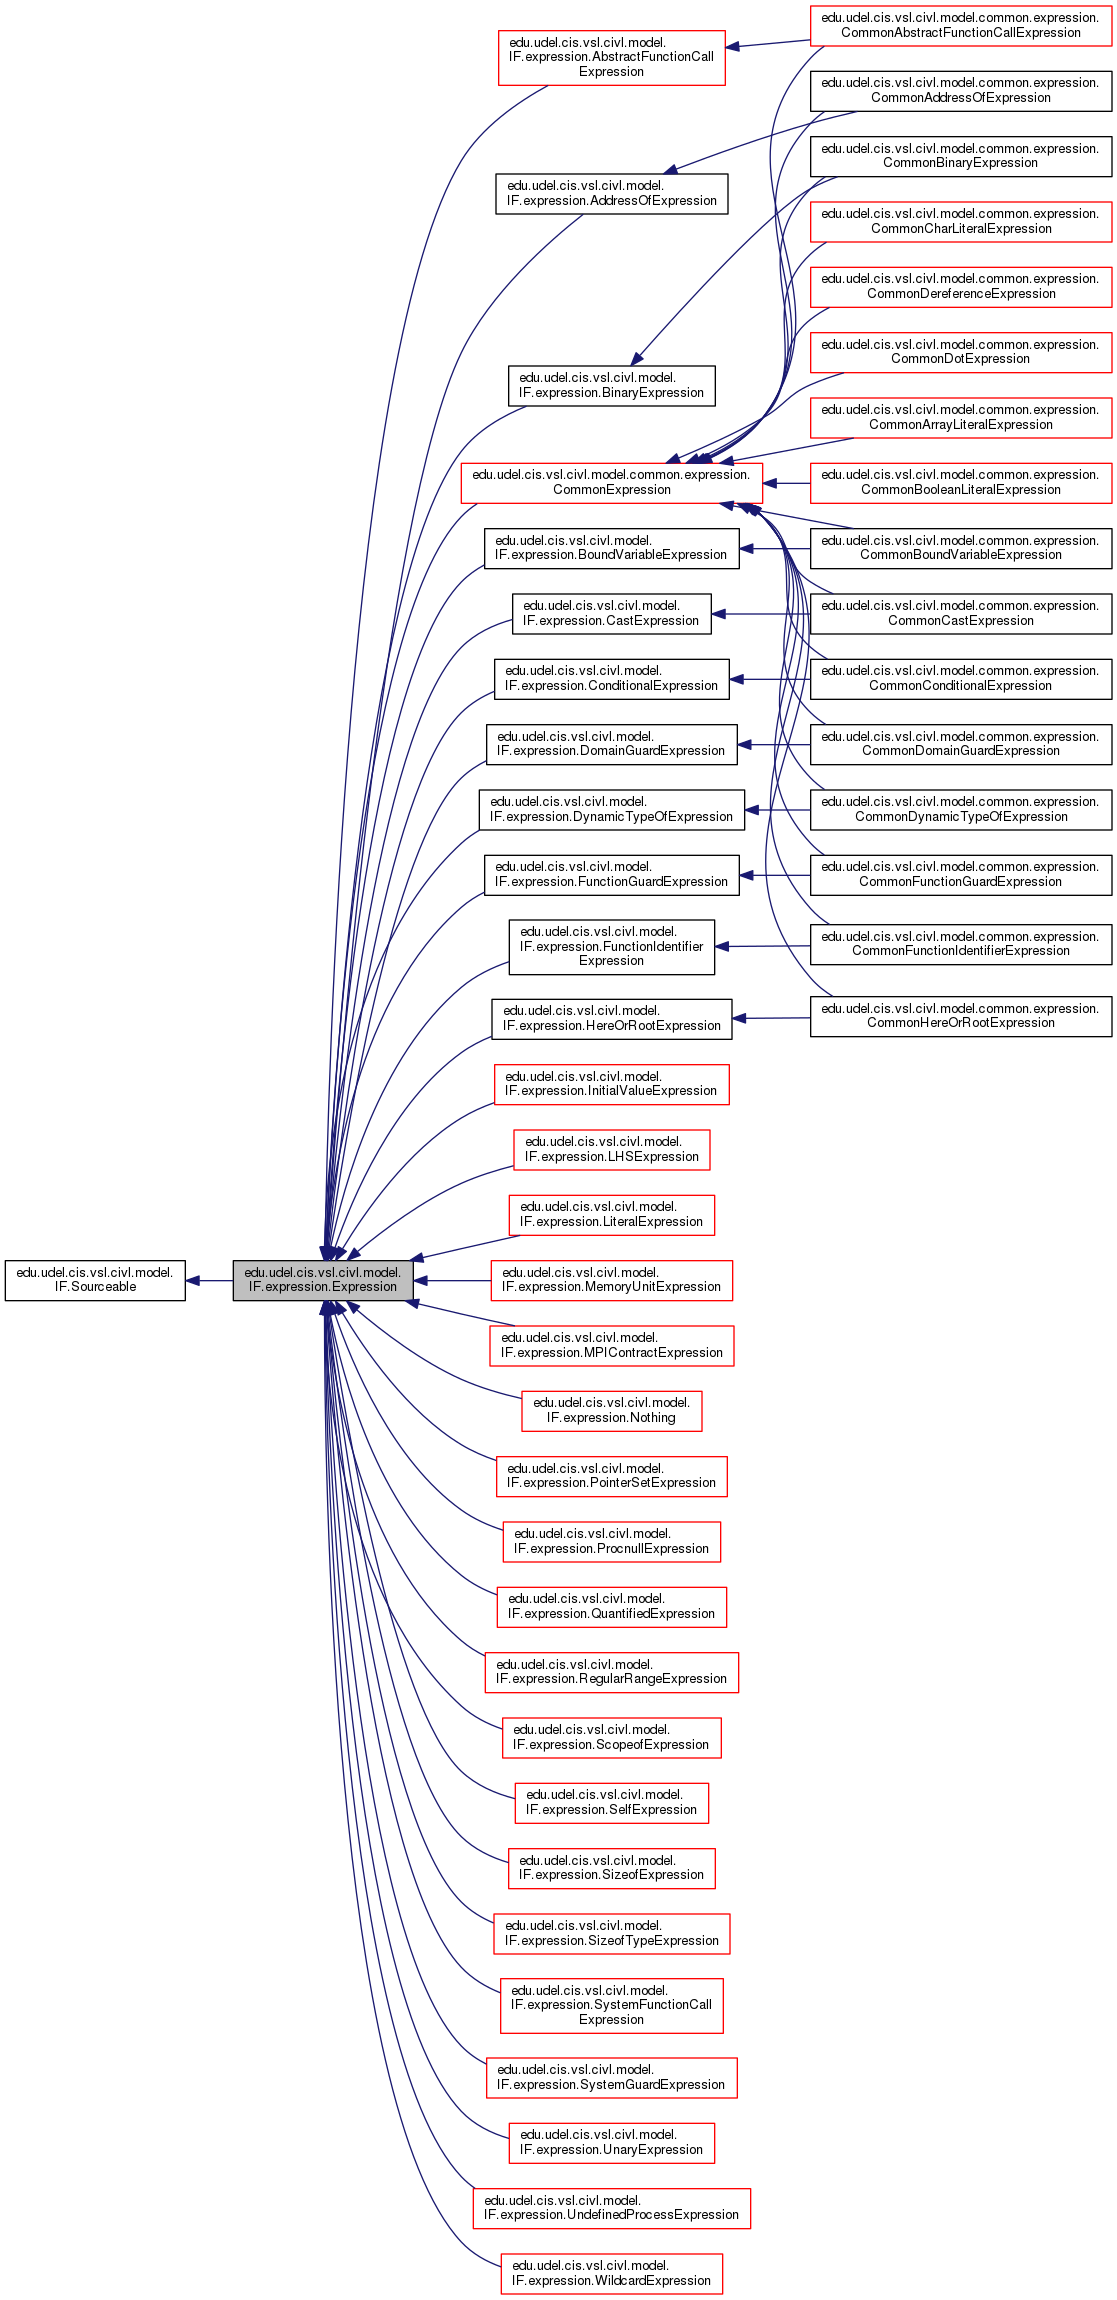 edu.udel.cis.vsl.civl.model.
IF.Sourceable
edu.udel.cis.vsl.civl.model.
IF.expression.Expression
edu.udel.cis.vsl.civl.model.
IF.expression.AbstractFunctionCall
Expression
edu.udel.cis.vsl.civl.model.
IF.expression.AddressOfExpression
edu.udel.cis.vsl.civl.model.
IF.expression.BinaryExpression
edu.udel.cis.vsl.civl.model.common.expression.
CommonExpression
edu.udel.cis.vsl.civl.model.
IF.expression.BoundVariableExpression
edu.udel.cis.vsl.civl.model.
IF.expression.CastExpression
edu.udel.cis.vsl.civl.model.
IF.expression.ConditionalExpression
edu.udel.cis.vsl.civl.model.
IF.expression.DomainGuardExpression
edu.udel.cis.vsl.civl.model.
IF.expression.DynamicTypeOfExpression
edu.udel.cis.vsl.civl.model.
IF.expression.FunctionGuardExpression
edu.udel.cis.vsl.civl.model.
IF.expression.FunctionIdentifier
Expression
edu.udel.cis.vsl.civl.model.
IF.expression.HereOrRootExpression
edu.udel.cis.vsl.civl.model.
IF.expression.InitialValueExpression
edu.udel.cis.vsl.civl.model.
IF.expression.LHSExpression
edu.udel.cis.vsl.civl.model.
IF.expression.LiteralExpression
edu.udel.cis.vsl.civl.model.
IF.expression.MemoryUnitExpression
edu.udel.cis.vsl.civl.model.
IF.expression.MPIContractExpression
edu.udel.cis.vsl.civl.model.
IF.expression.Nothing
edu.udel.cis.vsl.civl.model.
IF.expression.PointerSetExpression
edu.udel.cis.vsl.civl.model.
IF.expression.ProcnullExpression
edu.udel.cis.vsl.civl.model.
IF.expression.QuantifiedExpression
edu.udel.cis.vsl.civl.model.
IF.expression.RegularRangeExpression
edu.udel.cis.vsl.civl.model.
IF.expression.ScopeofExpression
edu.udel.cis.vsl.civl.model.
IF.expression.SelfExpression
edu.udel.cis.vsl.civl.model.
IF.expression.SizeofExpression
edu.udel.cis.vsl.civl.model.
IF.expression.SizeofTypeExpression
edu.udel.cis.vsl.civl.model.
IF.expression.SystemFunctionCall
Expression
edu.udel.cis.vsl.civl.model.
IF.expression.SystemGuardExpression
edu.udel.cis.vsl.civl.model.
IF.expression.UnaryExpression
edu.udel.cis.vsl.civl.model.
IF.expression.UndefinedProcessExpression
edu.udel.cis.vsl.civl.model.
IF.expression.WildcardExpression
edu.udel.cis.vsl.civl.model.common.expression.
CommonAbstractFunctionCallExpression
edu.udel.cis.vsl.civl.model.common.expression.
CommonAddressOfExpression
edu.udel.cis.vsl.civl.model.common.expression.
CommonBinaryExpression
edu.udel.cis.vsl.civl.model.common.expression.
CommonCharLiteralExpression
edu.udel.cis.vsl.civl.model.common.expression.
CommonDereferenceExpression
edu.udel.cis.vsl.civl.model.common.expression.
CommonDotExpression
edu.udel.cis.vsl.civl.model.common.expression.
CommonArrayLiteralExpression
edu.udel.cis.vsl.civl.model.common.expression.
CommonBooleanLiteralExpression
edu.udel.cis.vsl.civl.model.common.expression.
CommonBoundVariableExpression
edu.udel.cis.vsl.civl.model.common.expression.
CommonCastExpression
edu.udel.cis.vsl.civl.model.common.expression.
CommonConditionalExpression
edu.udel.cis.vsl.civl.model.common.expression.
CommonDomainGuardExpression
edu.udel.cis.vsl.civl.model.common.expression.
CommonDynamicTypeOfExpression
edu.udel.cis.vsl.civl.model.common.expression.
CommonFunctionGuardExpression
edu.udel.cis.vsl.civl.model.common.expression.
CommonFunctionIdentifierExpression
edu.udel.cis.vsl.civl.model.common.expression.
CommonHereOrRootExpression